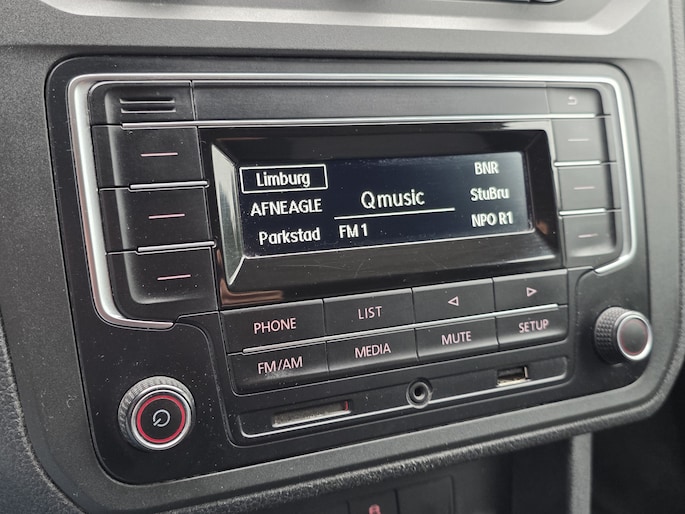 Limburg
AFNEAGLE
Parkstad
Qmusic
FM 1
BNR
StuBru
NPO R1
PHONE
LIST
FM/AM
MEDIA
MUTE
SETUP